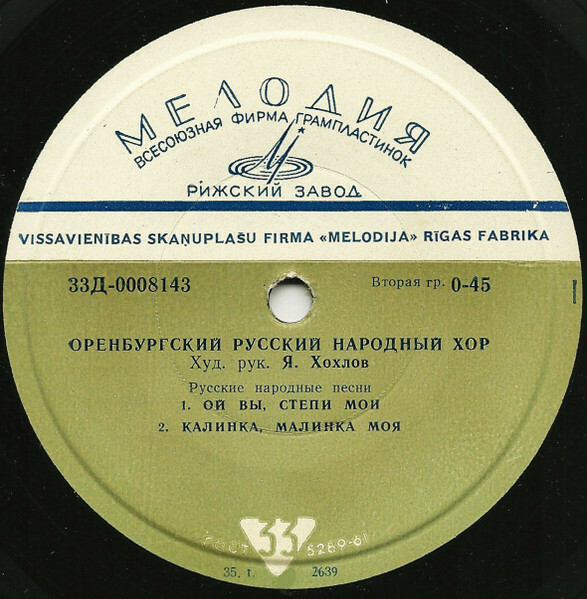 МЕЛОДИЯ
ВСЕСОЮЗНАЯ ФИРМА ГРАМПЛАСТИНОК
РИЖСКИЙ ЗАВОД
VISSAVIENĪBAS SKAŅUPLAŠU FIRMA «MELODIJA» RĪGAS FABRIKA
33Д-0008143 Вторая гр. 0-45
ОРЕНБУРГСКИЙ РУССКИЙ НАРОДНЫЙ ХОР
Худ. рук. Я. Хохлов
Русские народные песни
1. ОЙ ВЫ, СТЕПИ МОИ
2. КАЛИНКА, МАЛИНКА МОЯ
ГОСТ 33 5289-61
35. t. 2639